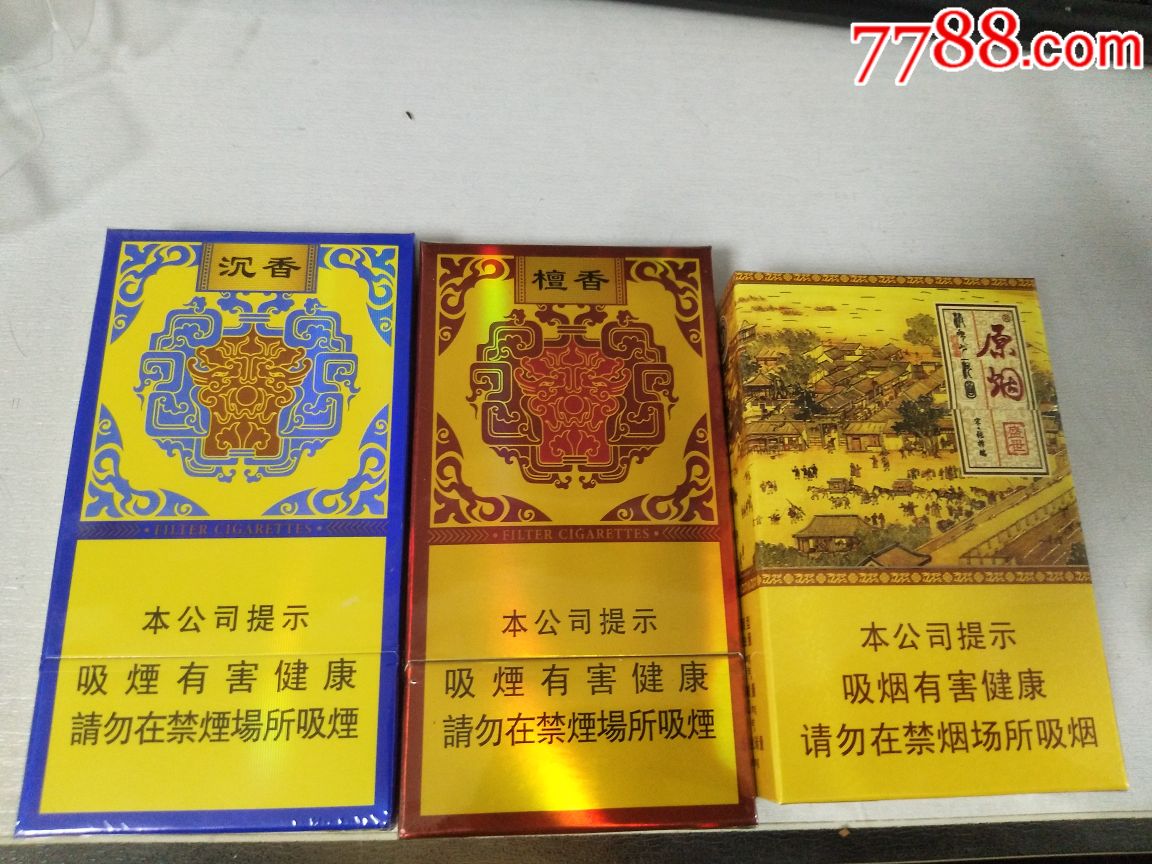 7788.com
沉香
FILTER CIGARETTES
本公司提示
吸煙有害健康
請勿在禁煙場所吸煙
檀香
FILTER CIGARETTES
本公司提示
吸煙有害健康
請勿在禁煙場所吸煙
原烟
盛世
本公司提示
吸烟有害健康
请勿在禁烟场所吸烟